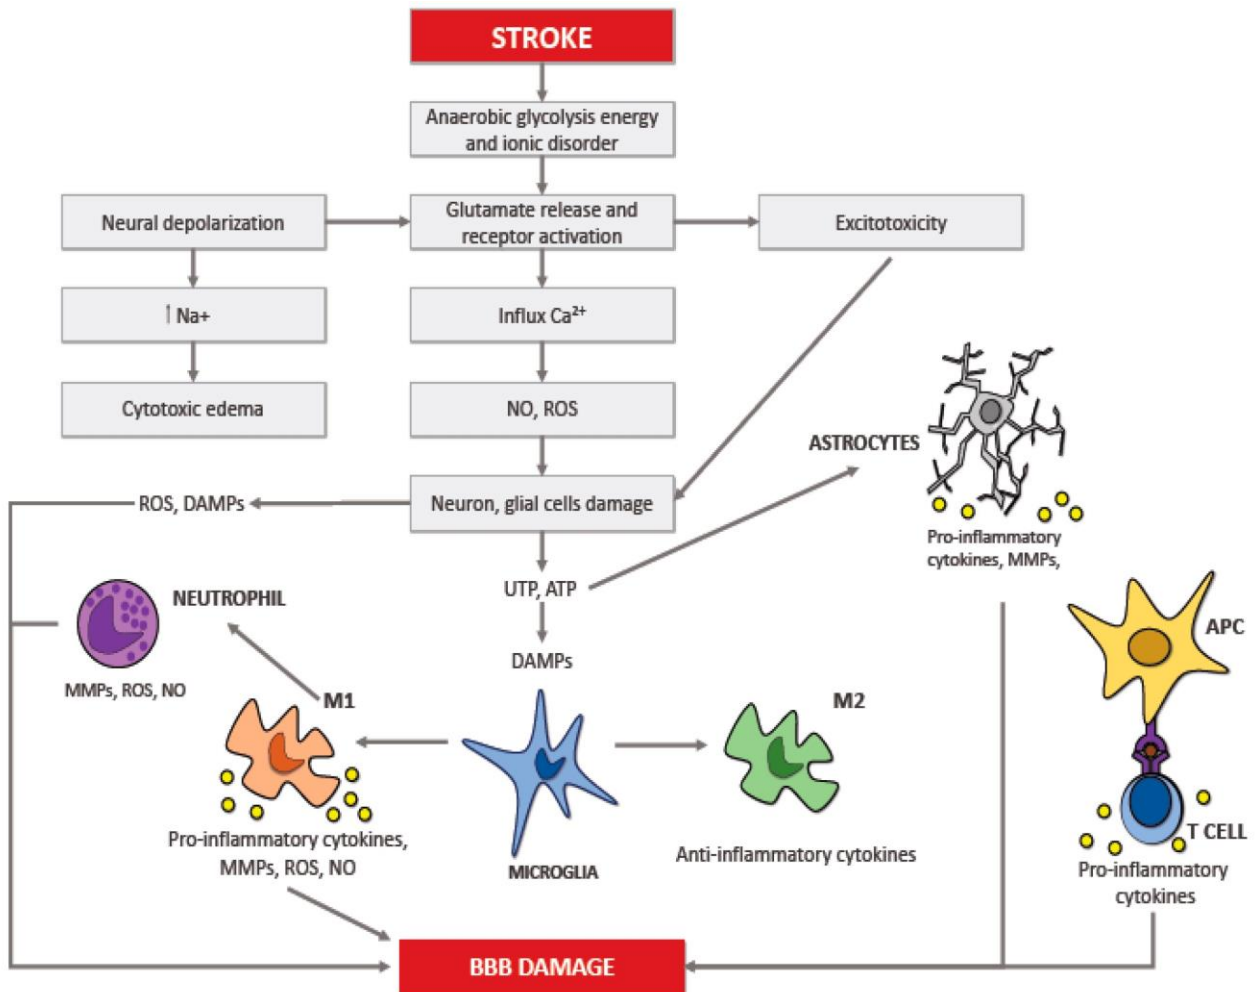 STROKE
Anaerobic glycolysis energy
and ionic disorder
Neural depolarization
Glutamate release and
receptor activation
Excitotoxicity
↑Na+
Influx Ca²⁺
Cytotoxic edema
NO, ROS
ASTROCYTES
ROS, DAMPs
Neuron, glial cells damage
Pro-inflammatory
cytokines, MMPs,
UTP, ATP
NEUTROPHIL
APC
DAMPs
MMPs, ROS, NO
M1
M2
Pro-inflammatory cytokines,
MMPs, ROS, NO
MICROGLIA
Anti-inflammatory cytokines
T CELL
Pro-inflammatory
cytokines
BBB DAMAGE